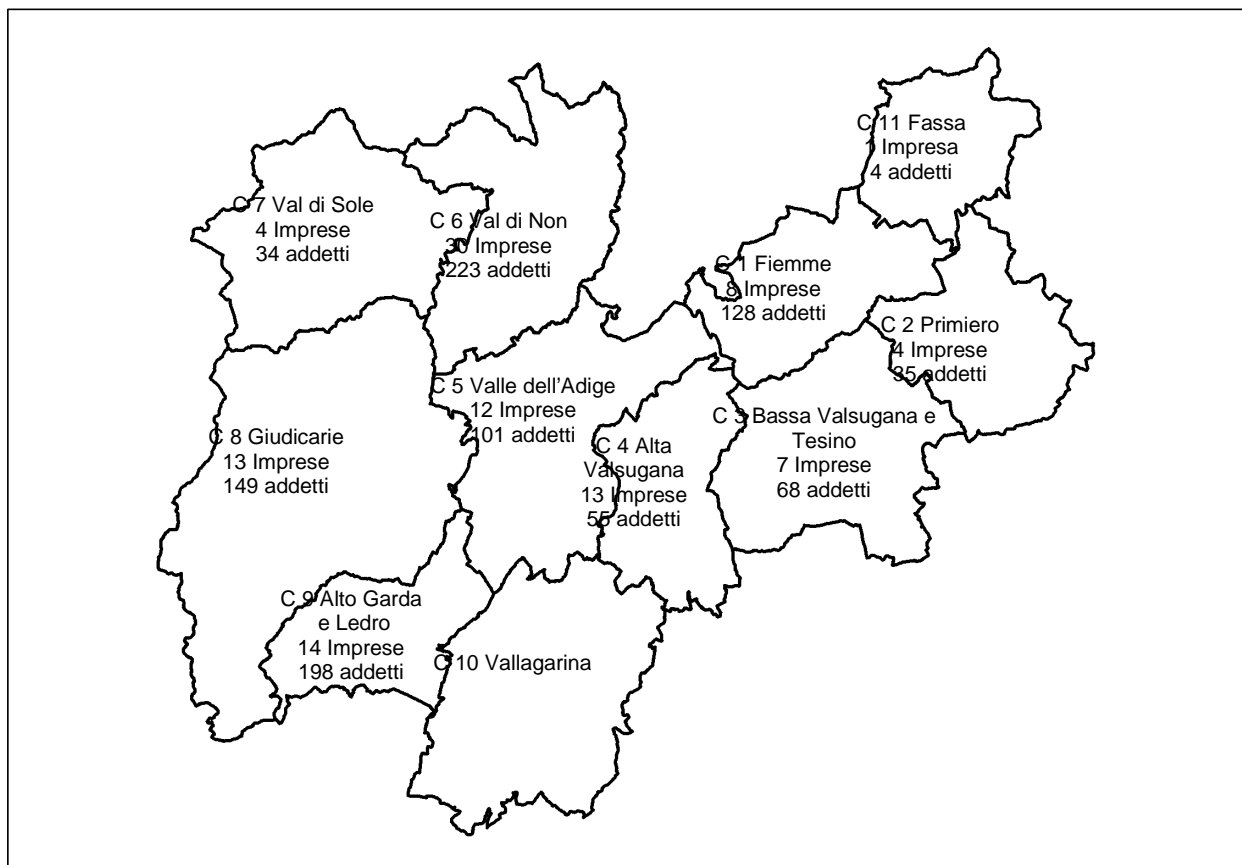 C 11 Fassa
1 Impresa
4 addetti
C 7 Val di Sole
4 Imprese
34 addetti
C 6 Val di Non
30 Imprese
223 addetti
C 1 Fiemme
8 Imprese
128 addetti
C 2 Primiero
4 Imprese
35 addetti
C 5 Valle dell'Adige
12 Imprese
101 addetti
C 3 Bassa Valsugana e
Tesino
7 Imprese
68 addetti
C 8 Giudicarie
13 Imprese
149 addetti
C 4 Alta
Valsugana
13 Imprese
55 addetti
C 9 Alto Garda
e Ledro
14 Imprese
198 addetti
C 10 Vallagarina